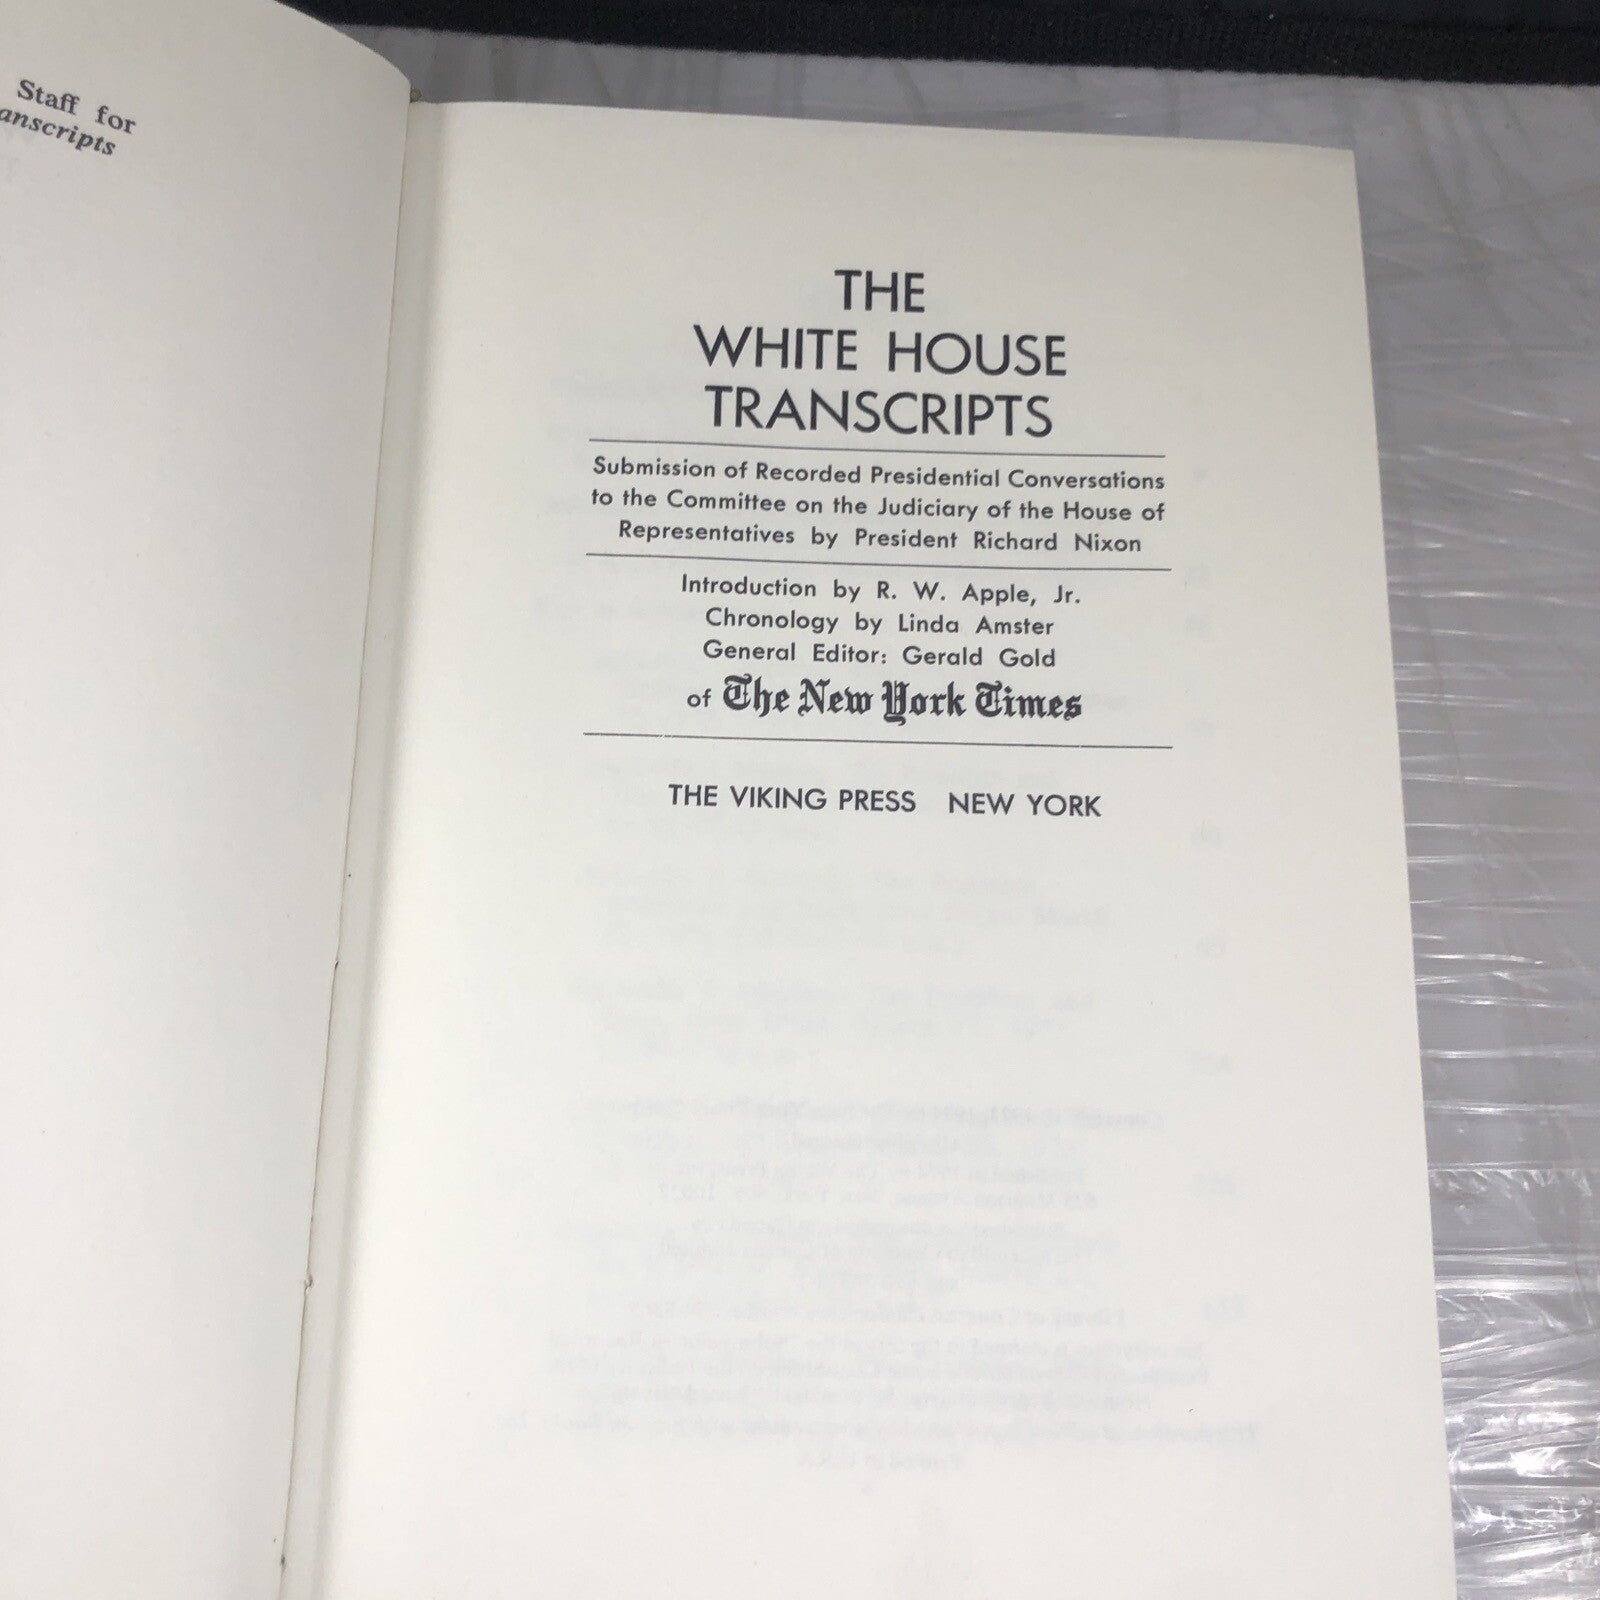 Staff for
anscripts
THE
WHITE HOUSE
TRANSCRIPTS
Submission of Recorded Presidential Conversations
to the Committee on the Judiciary of the House of
Representatives by President Richard Nixon
Introduction by R. W. Apple, Jr.
Chronology by Linda Amster
General Editor: Gerald Gold
of The New York Times
THE VIKING PRESS NEW YORK